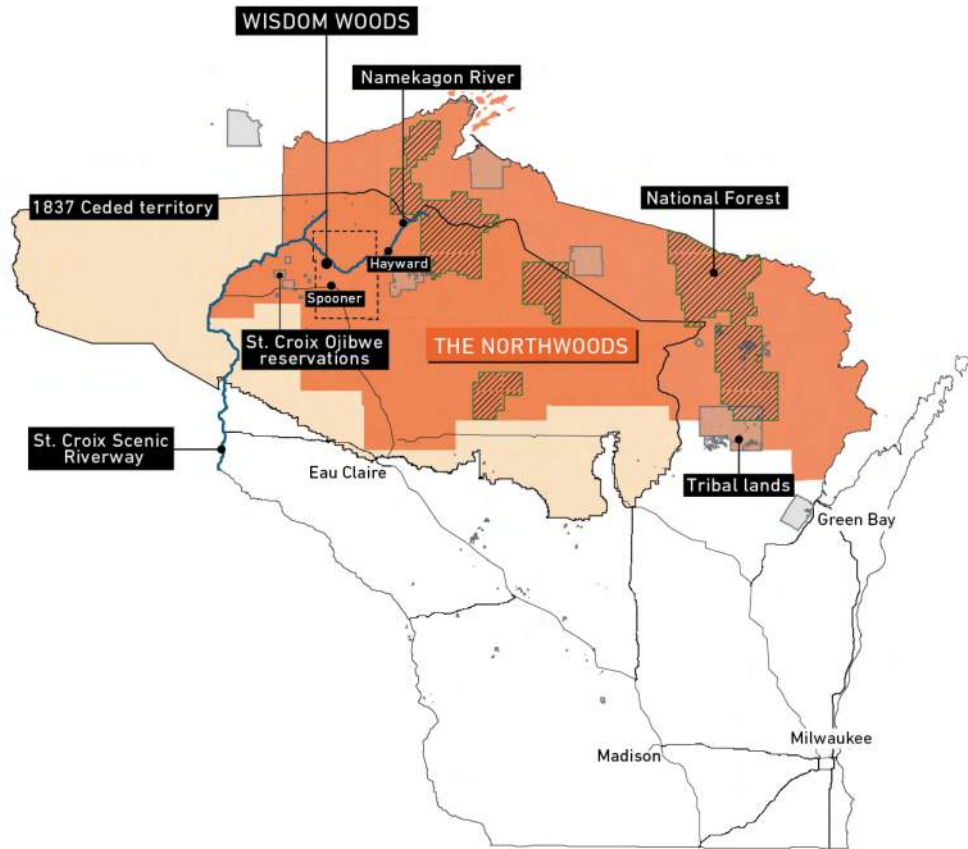 WISDOM WOODS
Namekagon River
National Forest
1837 Ceded territory
Hayward
Spooner
St. Croix Ojibwe
reservations
THE NORTHWOODS
St. Croix Scenic
Riverway
Eau Claire
Tribal lands
Green Bay
Madison
Milwaukee